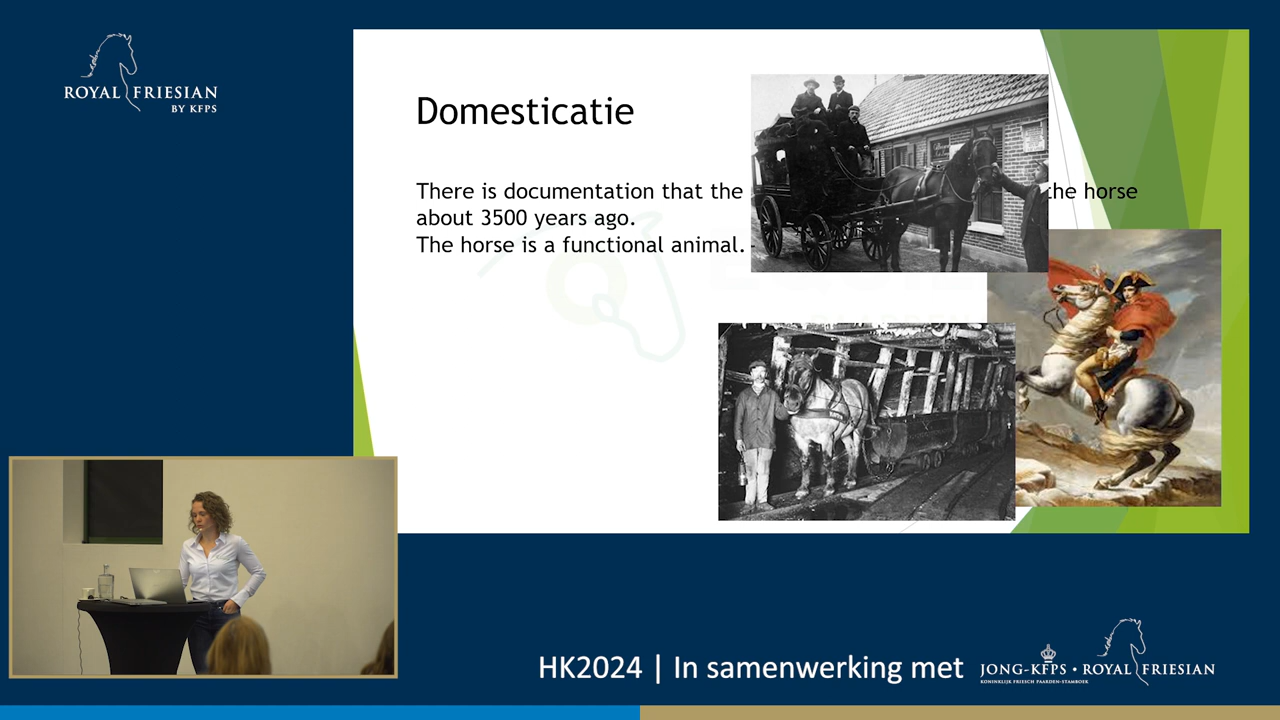 ROYAL FRIESIAN
BY KFPS
Domesticatie
There is documentation that the the horse
about 3500 years ago.
The horse is a functional animal.
HK2024 | In samenwerking met
JONG-KFPS • ROYAL FRIESIAN
KONINKLIJK FRIESCH PAARDEN-STAMBOEK